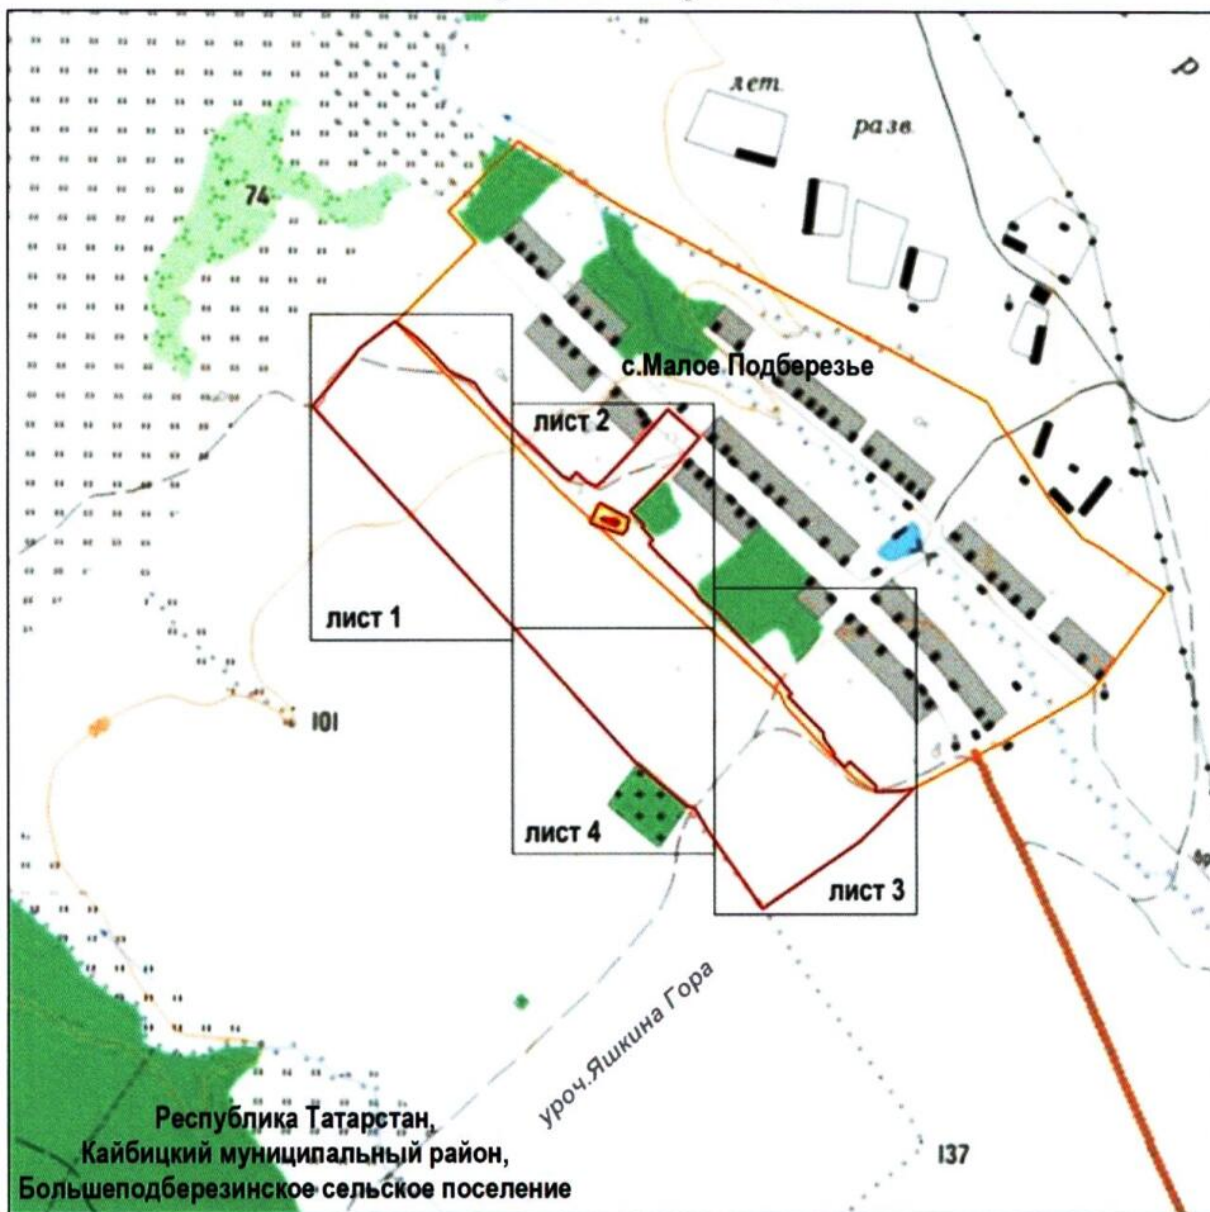 р
лет.
разв.
74
с.Малое Подберезье
лист 2
лист 1
101
лист 4
лист 3
бр
уроч.Яшкина Гора
Республика Татарстан,
Кайбицкий муниципальный район,
Большеподберезинское сельское поселение
137